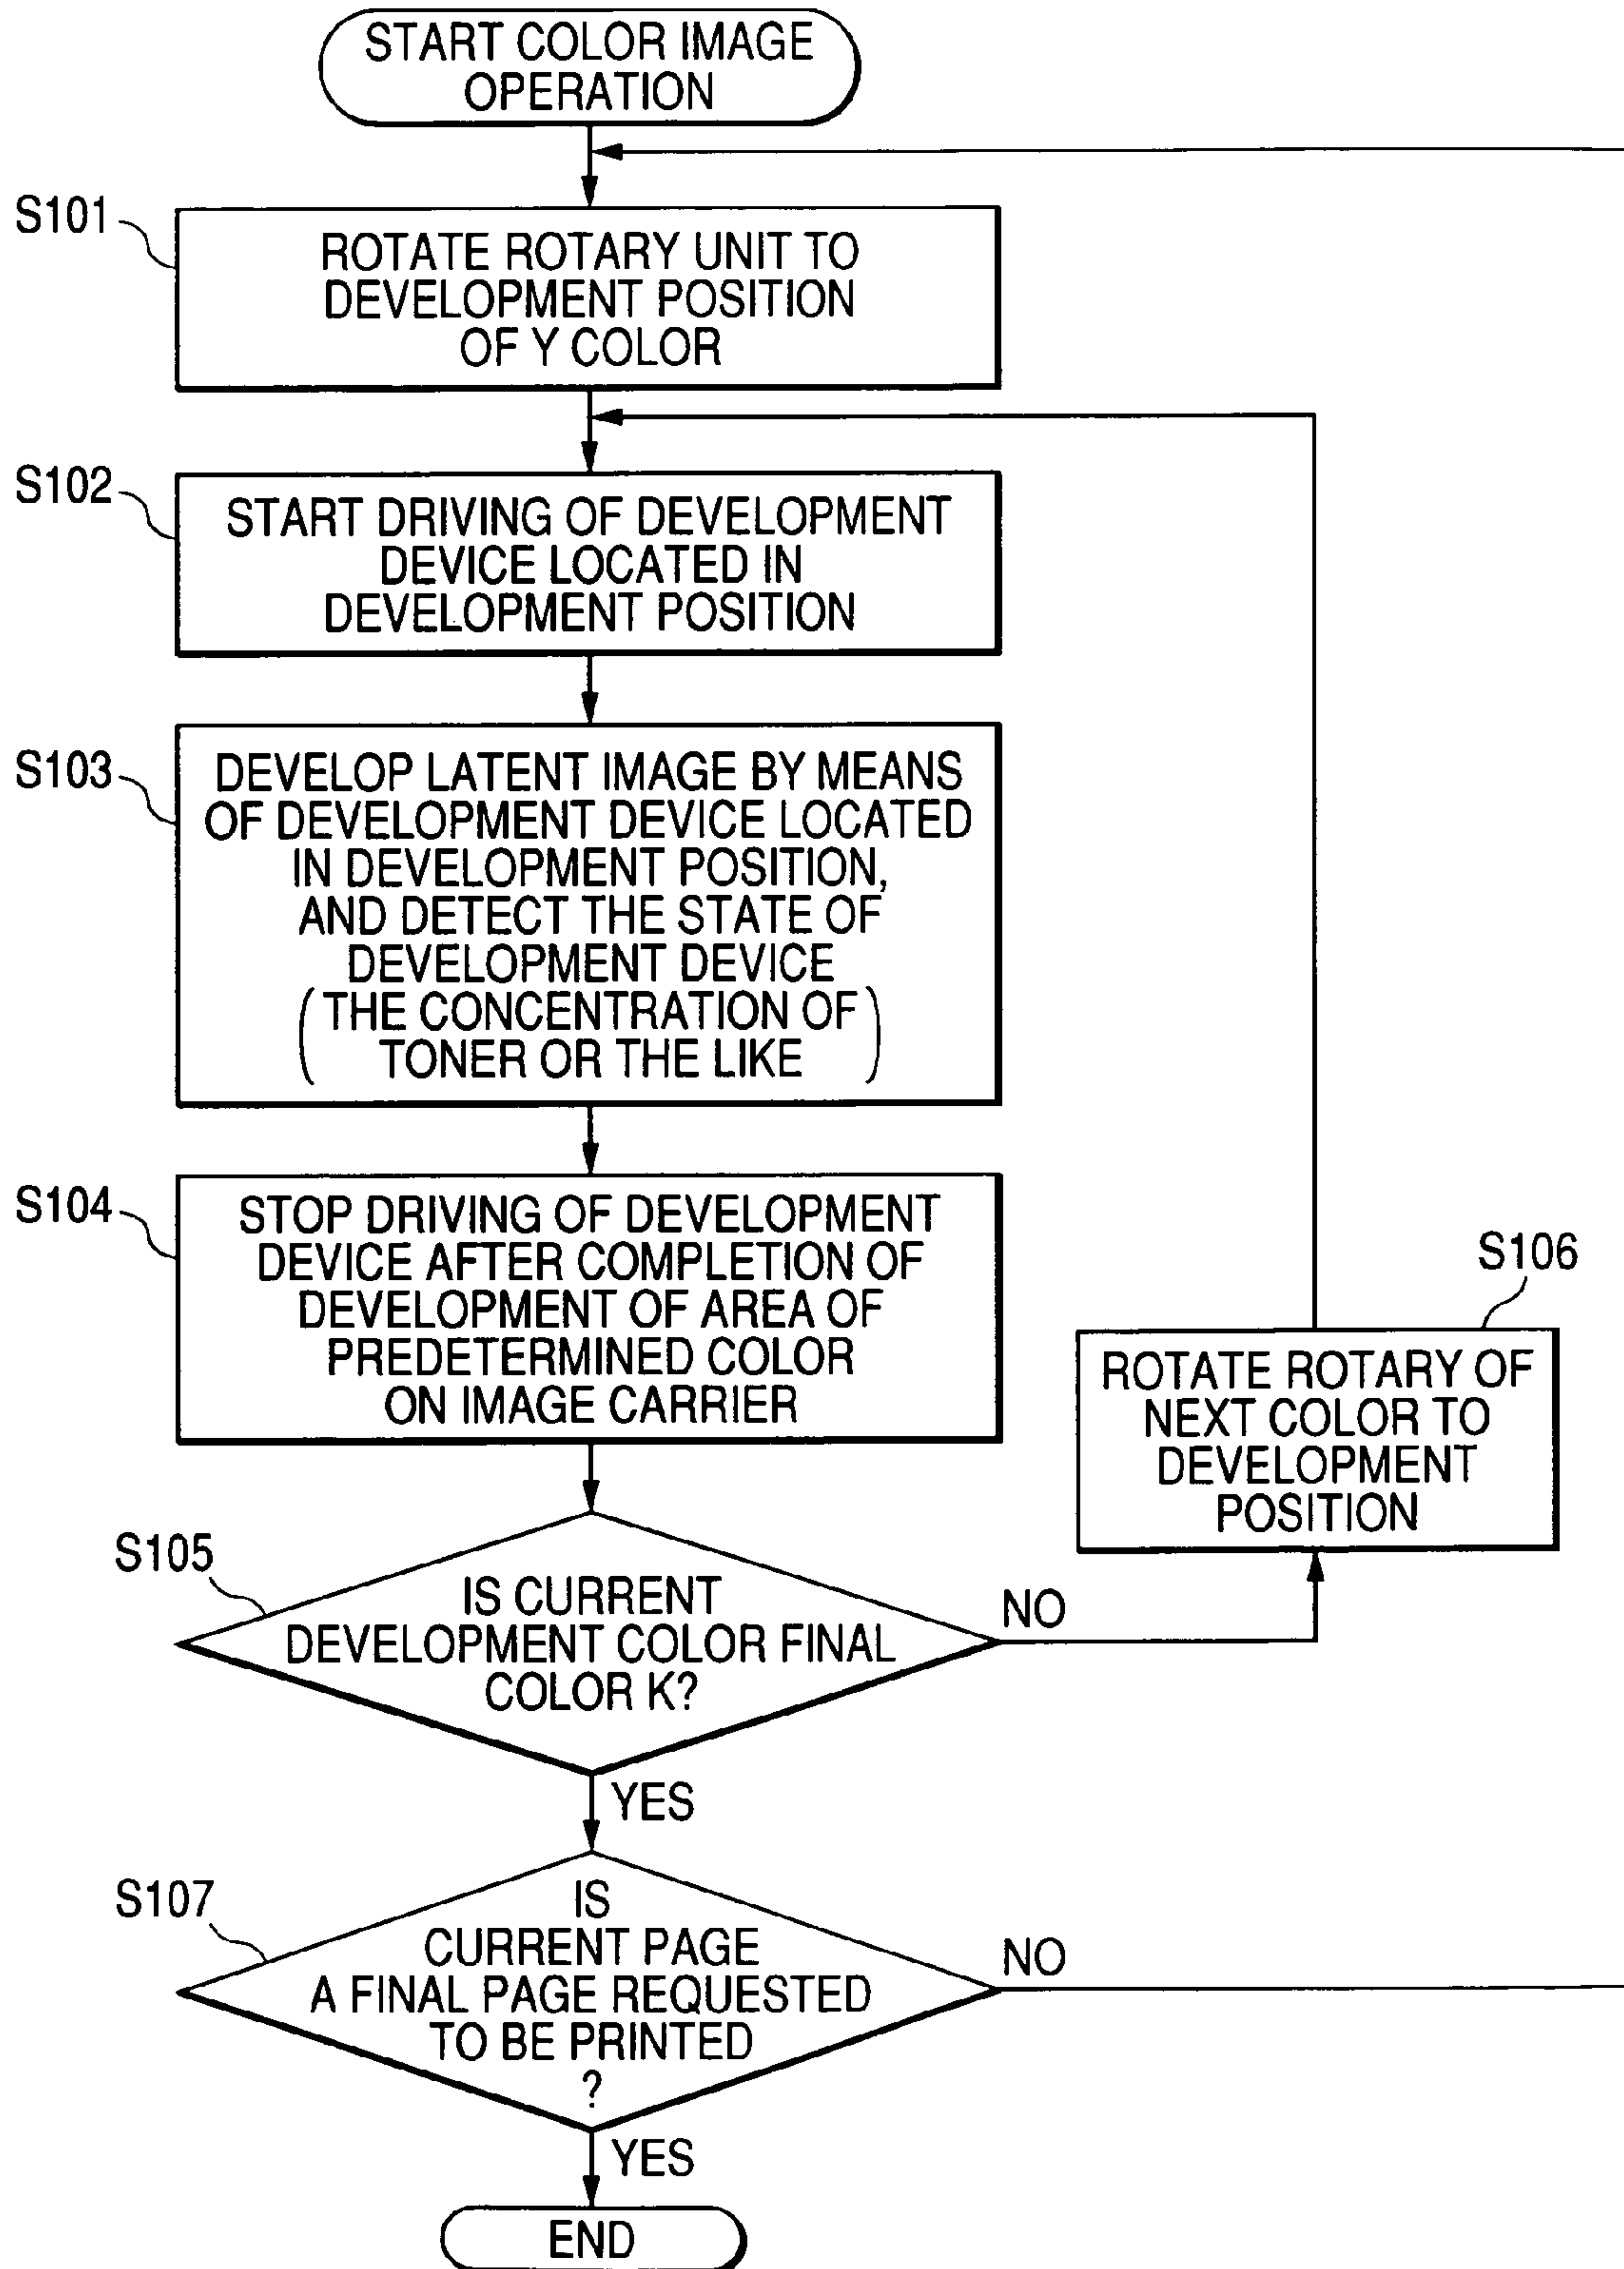 START COLOR IMAGE
OPERATION
S101
ROTATE ROTARY UNIT TO
DEVELOPMENT POSITION
OF Y COLOR
S102
START DRIVING OF DEVELOPMENT
DEVICE LOCATED IN
DEVELOPMENT POSITION
S103
DEVELOP LATENT IMAGE BY MEANS
OF DEVELOPMENT DEVICE LOCATED
IN DEVELOPMENT POSITION,
AND DETECT THE STATE OF
DEVELOPMENT DEVICE
(THE CONCENTRATION OF
TONER OR THE LIKE)
S104
STOP DRIVING OF DEVELOPMENT
DEVICE AFTER COMPLETION OF
DEVELOPMENT OF AREA OF
PREDETERMINED COLOR
ON IMAGE CARRIER
S105
IS CURRENT
DEVELOPMENT COLOR FINAL
COLOR K?
NO
S106
ROTATE ROTARY OF
NEXT COLOR TO
DEVELOPMENT
POSITION
YES
S107
IS
CURRENT PAGE
A FINAL PAGE REQUESTED
TO BE PRINTED
?
NO
YES
END